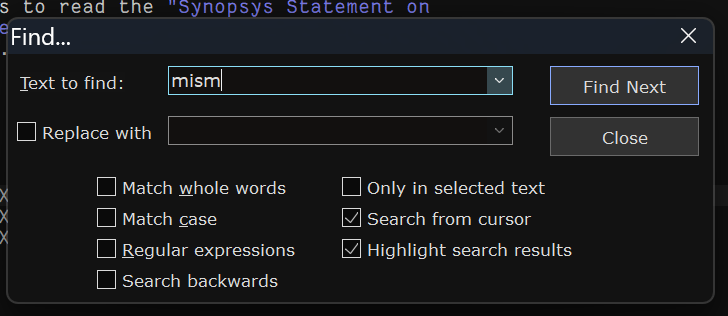 s to read the "Synopsys Statement on
Find...
Text to find: mism
Find Next
Replace with
Close
Match whole words
Only in selected text
Match case
Search from cursor
Regular expressions
Highlight search results
Search backwards
X
X
X